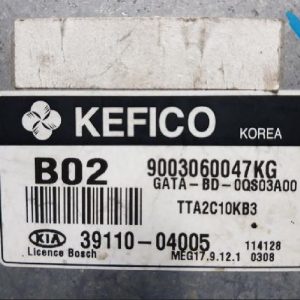 KEFICO KOREA
B02 9003060047KG
GATA-BD-0QS03A00
TTA2C10KB3
KIA 39110-04005 114128
Licence Bosch MEG17.9.12.1 0308